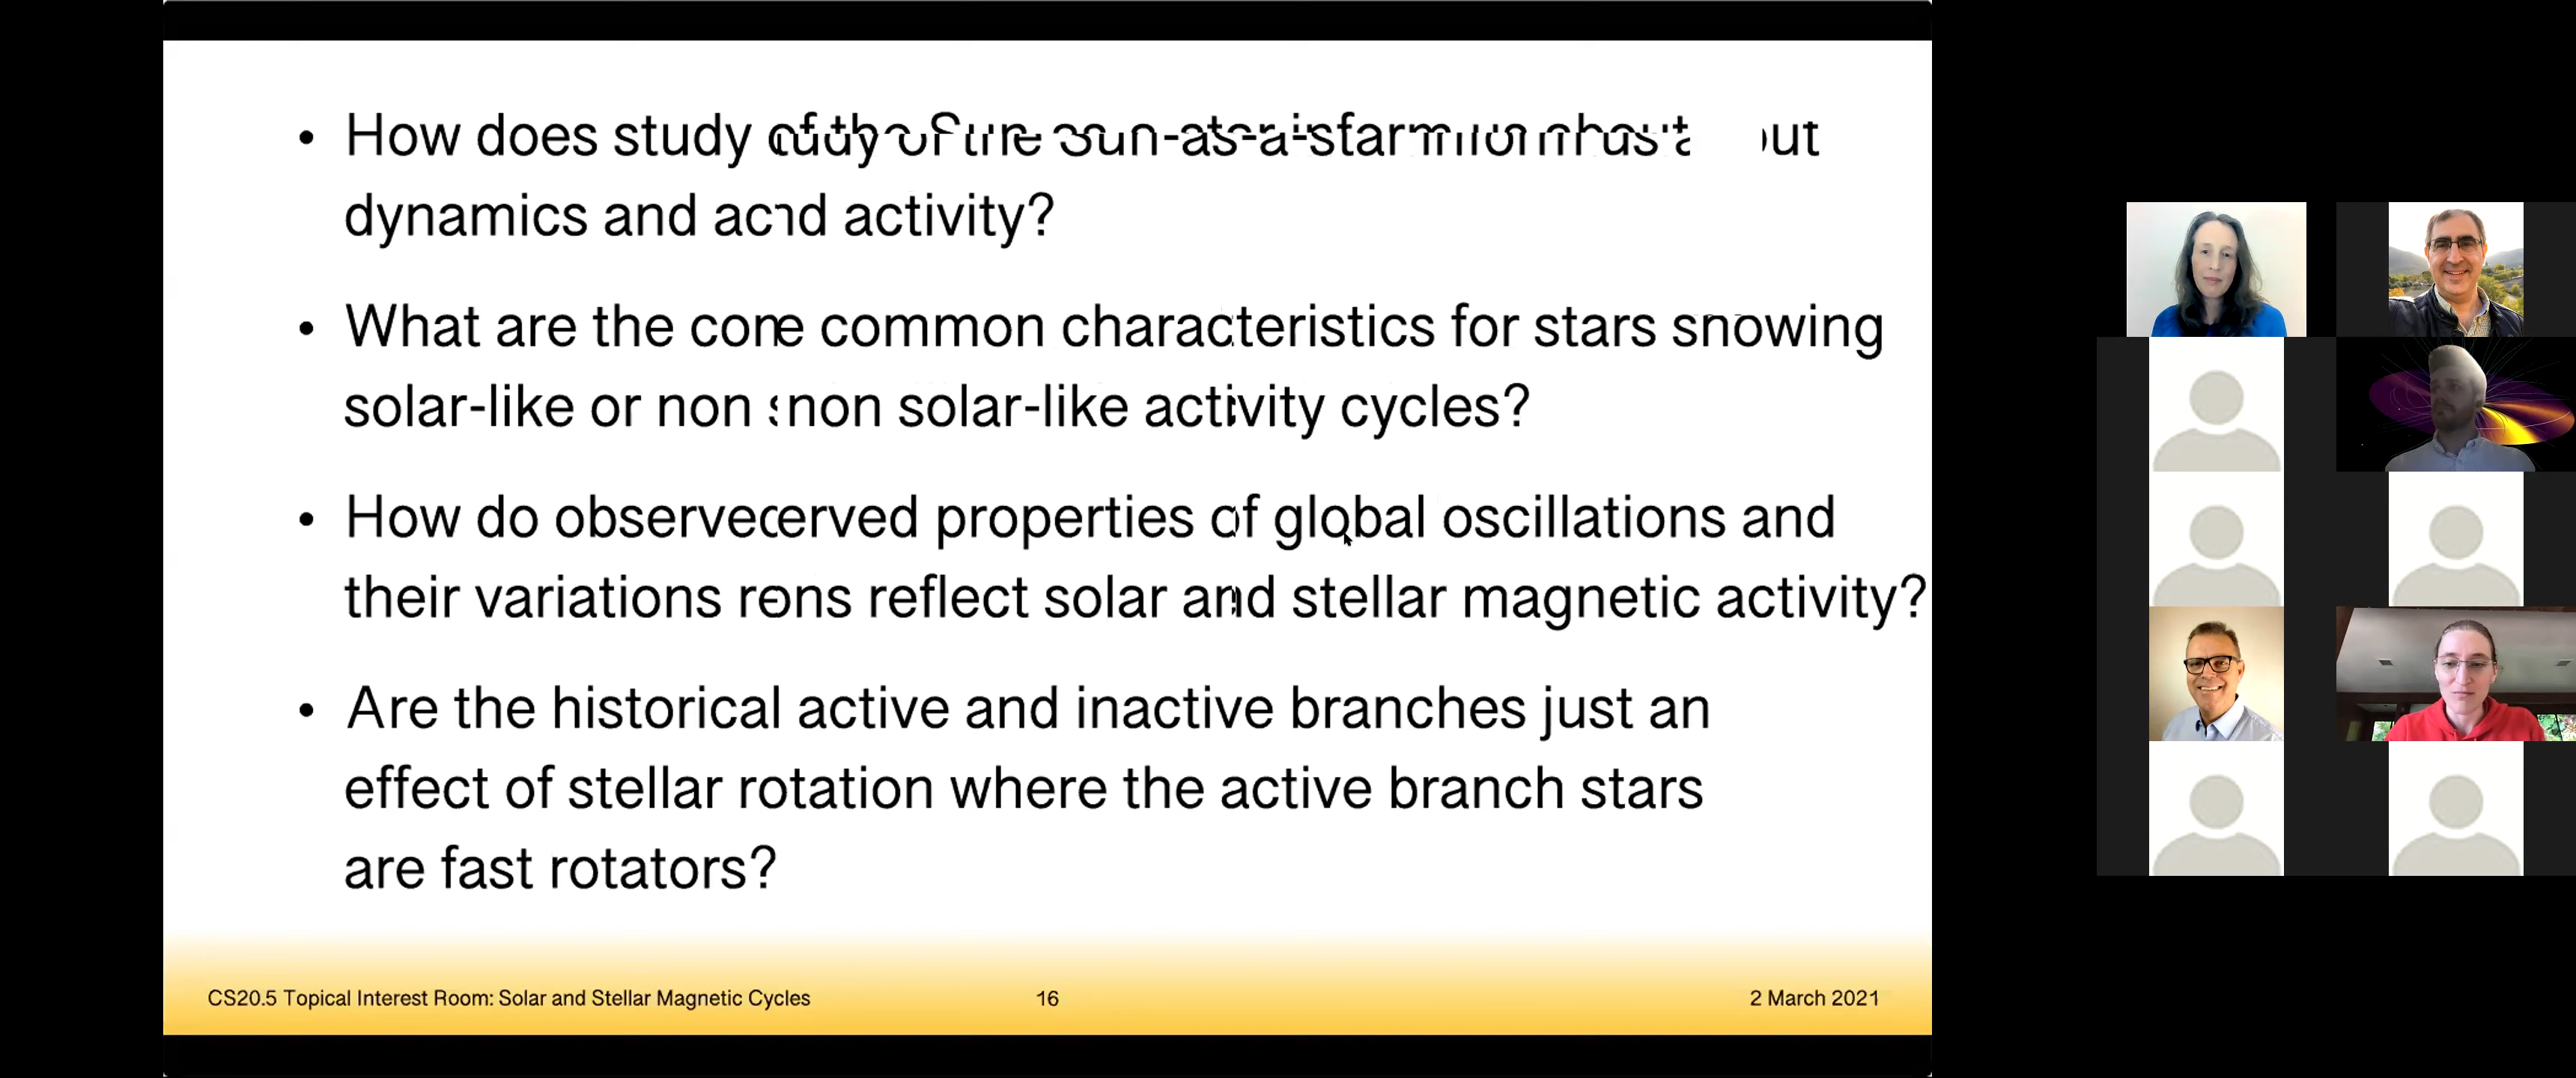 • How does study
dynamics and acıd activity?
• What are the common characteristics for stars showing
solar-like or non solar-like activity cycles?
• How do observed properties of global oscillations and
their variations reflect solar and stellar magnetic activity?
• Are the historical active and inactive branches just an
effect of stellar rotation where the active branch stars
are fast rotators?
CS20.5 Topical Interest Room: Solar and Stellar Magnetic Cycles
16
2 March 2021